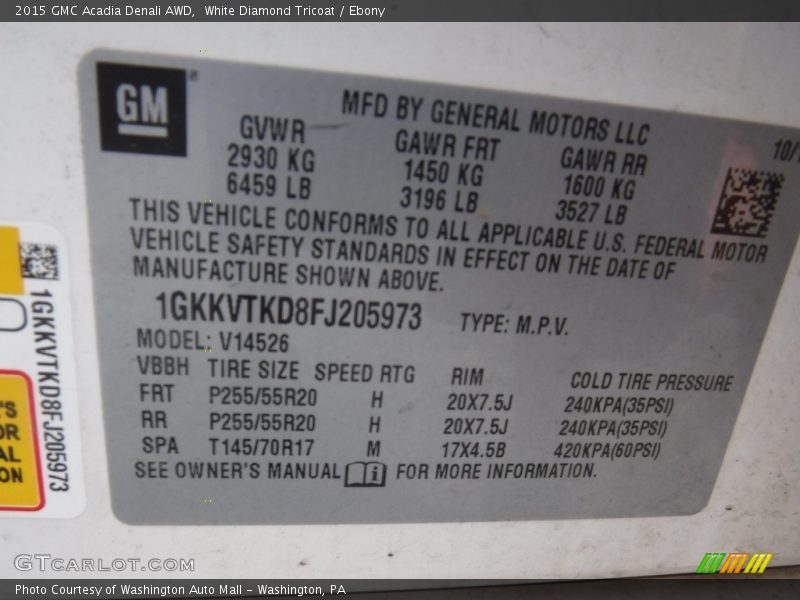 2015 GMC Acadia Denali AWD, White Diamond Tricoat / Ebony
GM
MFD BY GENERAL MOTORS LLC
10/
GVWR GAWR FRT GAWR RR
2930 KG 1450 KG 1600 KG
6459 LB 3196 LB 3527 LB
THIS VEHICLE CONFORMS TO ALL APPLICABLE U.S. FEDERAL MOTOR
VEHICLE SAFETY STANDARDS IN EFFECT ON THE DATE OF
MANUFACTURE SHOWN ABOVE.
1GKKVTKD8FJ205973 TYPE: M.P.V.
MODEL: V14526
VBBH TIRE SIZE SPEED RTG RIM COLD TIRE PRESSURE
FRT P255/55R20 H 20X7.5J 240KPA(35PSI)
RR P255/55R20 H 20X7.5J 240KPA(35PSI)
SPA T145/70R17 M 17X4.5B 420KPA(60PSI)
SEE OWNER'S MANUAL i FOR MORE INFORMATION.
1GKKVTKD8FJ205973
'S
OR
AL
ON
GTCARLOT.COM
Photo Courtesy of Washington Auto Mall - Washington, PA